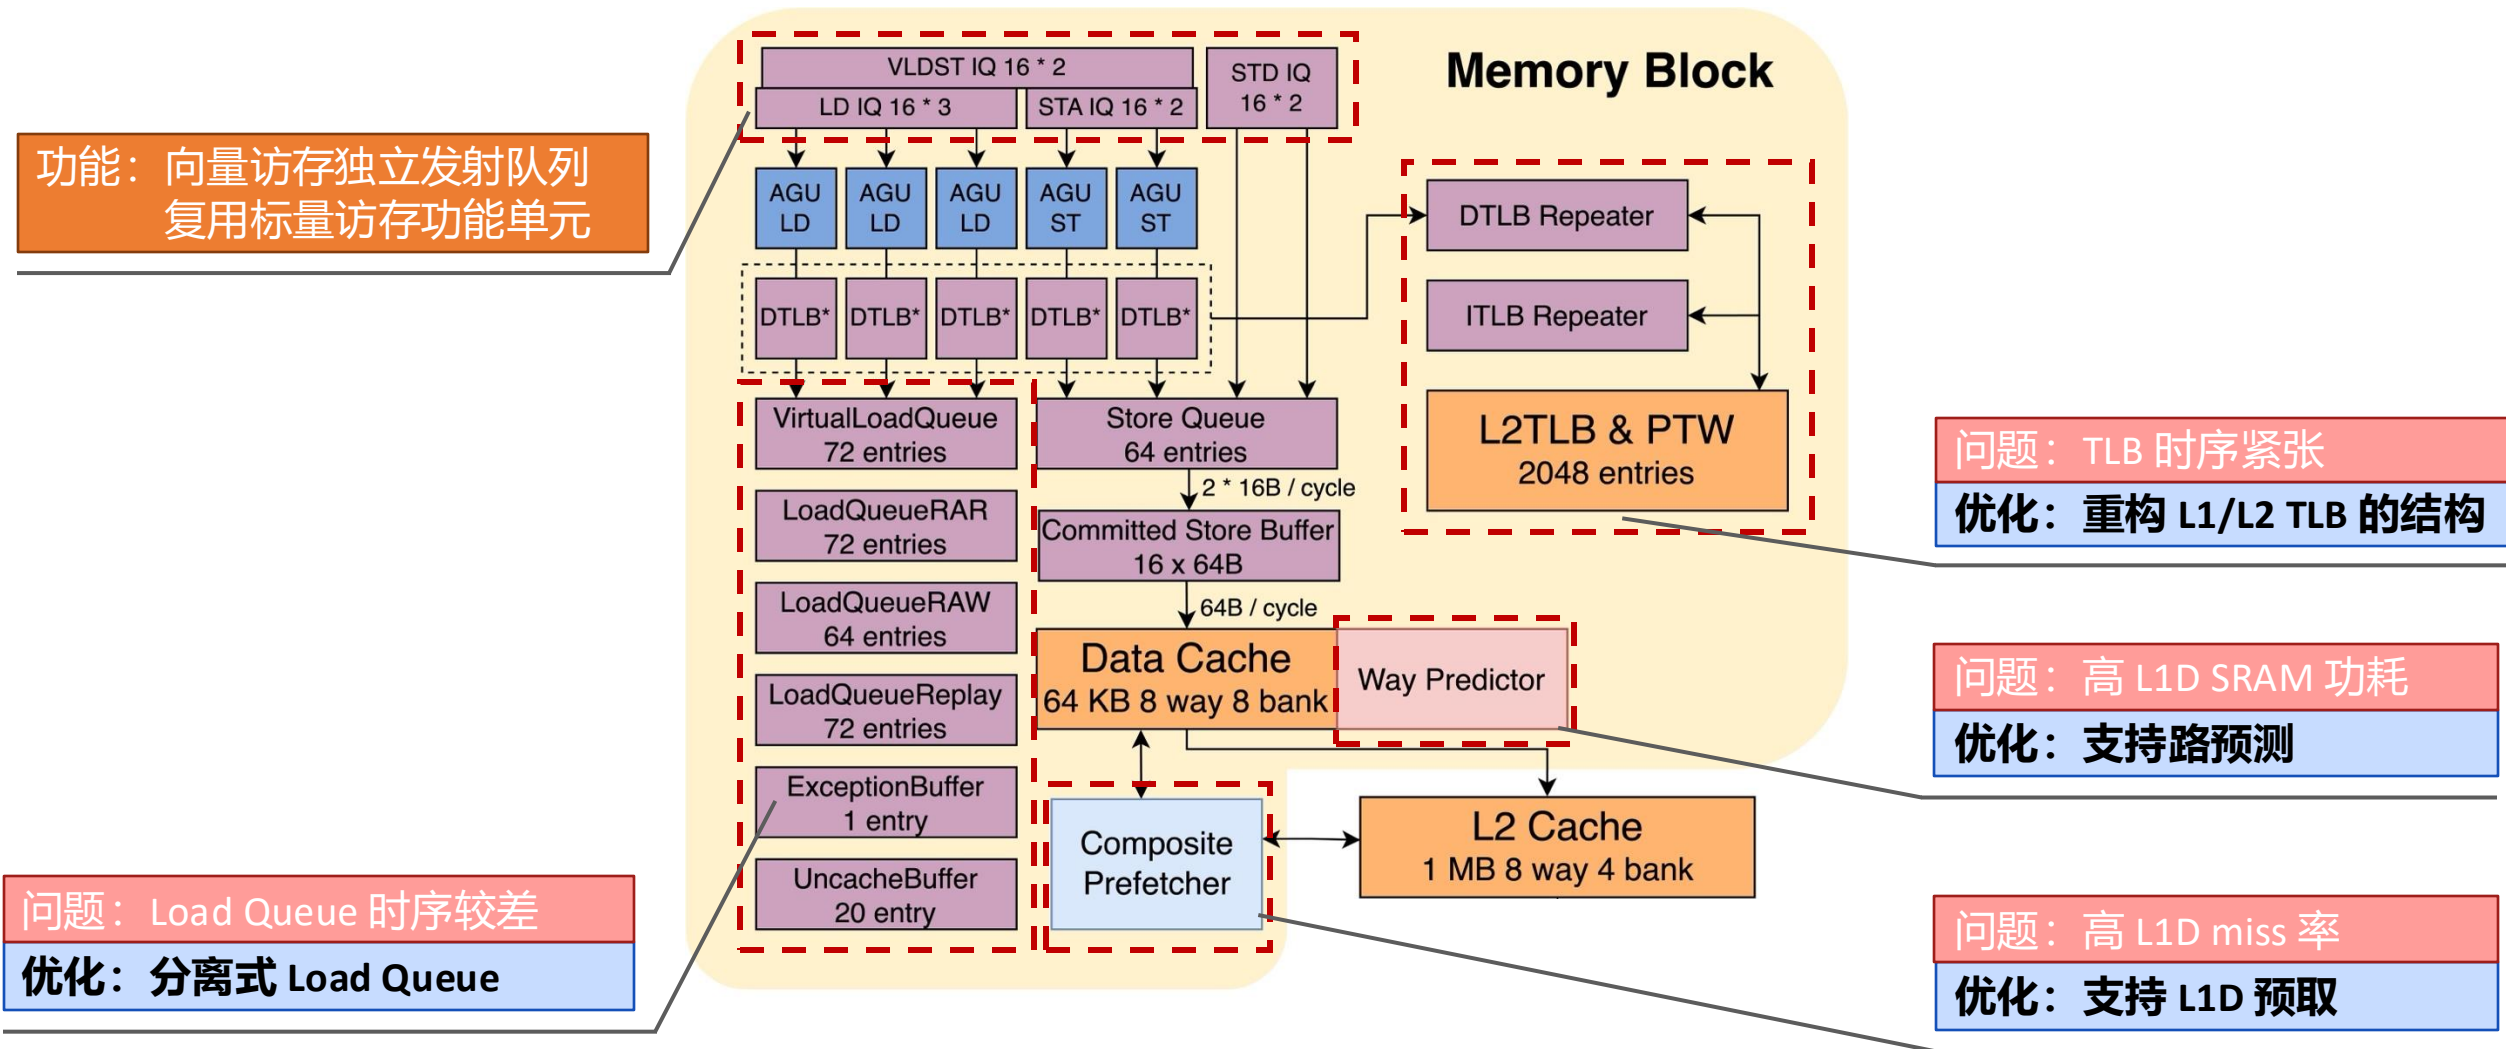 Memory Block
VLDST IQ 16 * 2
LD IQ 16 * 3
STA IQ 16 * 2
STD IQ
16 * 2
功能：向量访存独立发射队列
复用标量访存功能单元
AGU
LD
AGU
LD
AGU
LD
AGU
ST
AGU
ST
DTLB*
DTLB*
DTLB*
DTLB*
DTLB*
DTLB Repeater
ITLB Repeater
L2TLB & PTW
2048 entries
VirtualLoadQueue
72 entries
LoadQueueRAR
72 entries
LoadQueueRAW
64 entries
LoadQueueReplay
72 entries
ExceptionBuffer
1 entry
UncacheBuffer
20 entry
Store Queue
64 entries
2 * 16B / cycle
Committed Store Buffer
16 x 64B
64B / cycle
Data Cache
64 KB 8 way 8 bank
Way Predictor
Composite
Prefetcher
L2 Cache
1 MB 8 way 4 bank
问题：TLB 时序紧张
优化：重构 L1/L2 TLB 的结构
问题：高 L1D SRAM 功耗
优化：支持路预测
问题：高 L1D miss 率
优化：支持 L1D 预取
问题：Load Queue 时序较差
优化：分离式 Load Queue